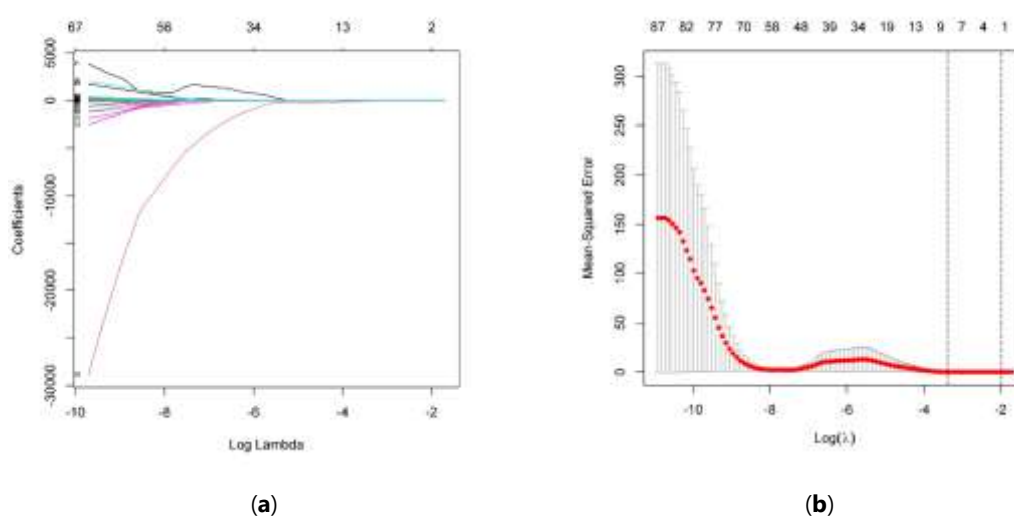 67 56 34 13 2
5000
0
-10000
-20000
-30000
Coefficients
-10 -8 -6 -4 -2
Log Lambda
(a)
87 82 77 70 58 48 39 34 19 13 9 7 4 1
300
250
200
150
100
50
0
Mean-Squared Error
-10 -8 -6 -4 -2
Log(λ)
(b)